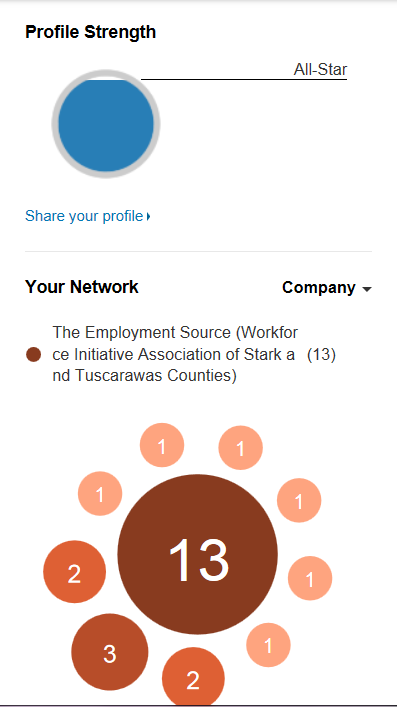 Profile Strength
All-Star
Share your profile
Your Network
Company
The Employment Source (Workfor
ce Initiative Association of Stark a (13)
nd Tuscarawas Counties)
1
1
1
1
13
2
1
3
1
2